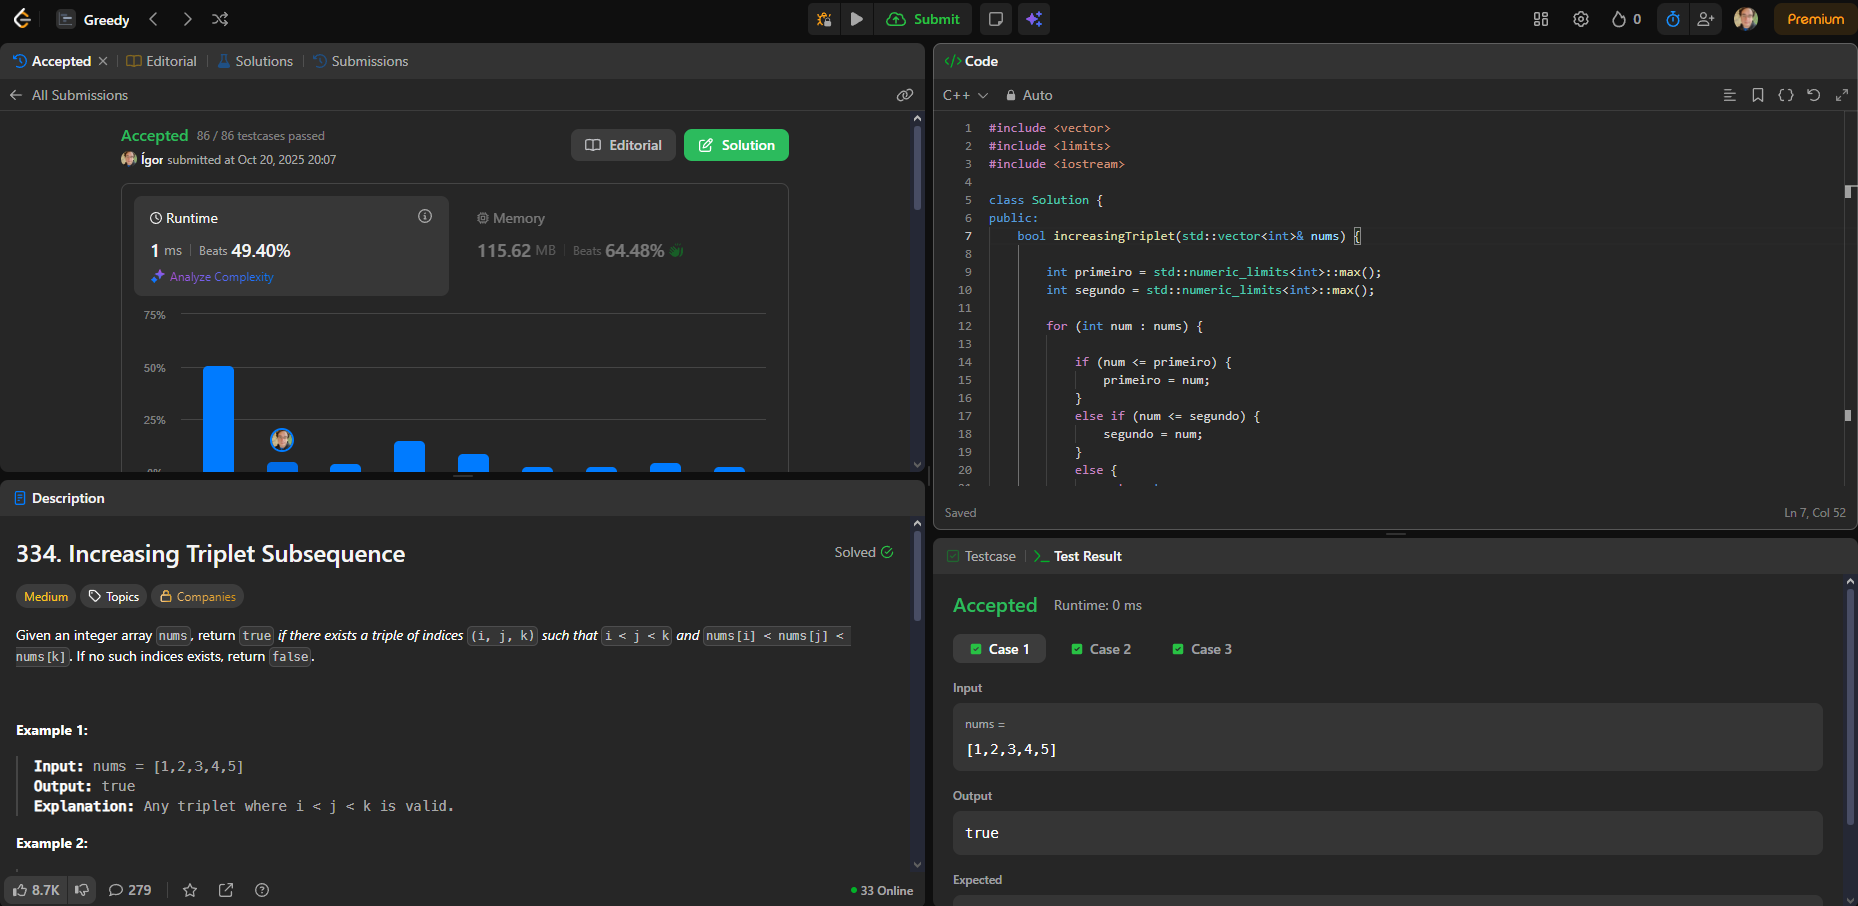 Greedy
Submit
0
Premium
Accepted
Editorial
Solutions
Submissions
All Submissions
Accepted 86 / 86 testcases passed
Ígor submitted at Oct 20, 2025 20:07
Editorial
Solution
Runtime
1 ms Beats 49.40%
Analyze Complexity
Memory
115.62 MB Beats 64.48%
75%
50%
25%
0%
Description
334. Increasing Triplet Subsequence
Solved
Medium
Topics
Companies
Given an integer array nums, return true if there exists a triple of indices (i, j, k) such that i < j < k and nums[i] < nums[j] <
nums[k]. If no such indices exists, return false.
Example 1:
Input: nums = [1,2,3,4,5]
Output: true
Explanation: Any triplet where i < j < k is valid.
Example 2:
8.7K
279
33 Online
Code
C++
Auto
1 #include <vector>
2 #include <limits>
3 #include <iostream>
4
5 class Solution {
6 public:
7 bool increasingTriplet(std::vector<int>& nums) {
8
9 int primeiro = std::numeric_limits<int>::max();
10 int segundo = std::numeric_limits<int>::max();
11
12 for (int num : nums) {
13
14 if (num <= primeiro) {
15 primeiro = num;
16 }
17 else if (num <= segundo) {
18 segundo = num;
19 }
20 else {
Saved
Ln 7, Col 52
Testcase
Test Result
Accepted Runtime: 0 ms
Case 1
Case 2
Case 3
Input
nums =
[1,2,3,4,5]
Output
true
Expected